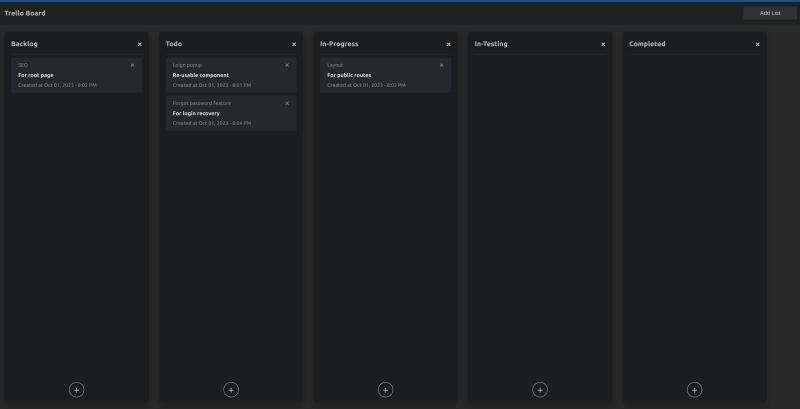 Trello Board
Add List
Backlog ×
SEO ×
For root page
Created at Oct 01, 2023 - 8:02 PM
Todo ×
Loign popup ×
Re-usable component
Created at Oct 01, 2023 - 8:01 PM
Forgot password feature ×
For login recovery
Created at Oct 01, 2023 - 8:04 PM
In-Progress ×
Layout ×
For public routes
Created at Oct 01, 2023 - 8:03 PM
In-Testing ×
Completed ×
+ + + + +